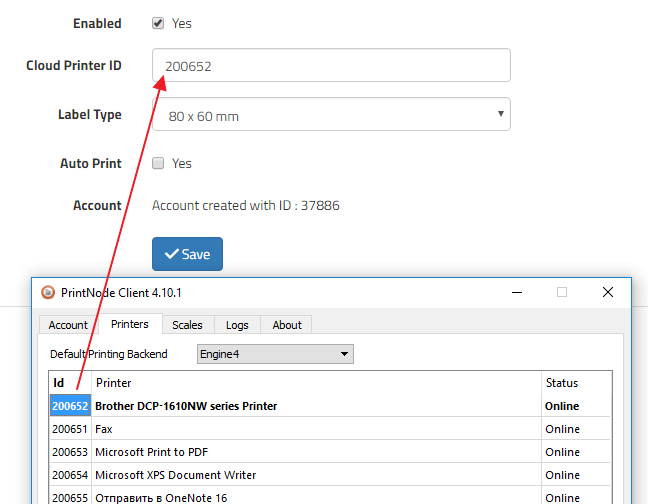 Enabled Yes
Cloud Printer ID 200652
Label Type 80 x 60 mm
Auto Print Yes
Account Account created with ID : 37886
Save
PrintNode Client 4.10.1
Account Printers Scales Logs About
Default Printing Backend Engine4
Id Printer Status
200652 Brother DCP-1610NW series Printer Online
200651 Fax Online
200653 Microsoft Print to PDF Online
200654 Microsoft XPS Document Writer Online
200655 Отправить в OneNote 16 Online